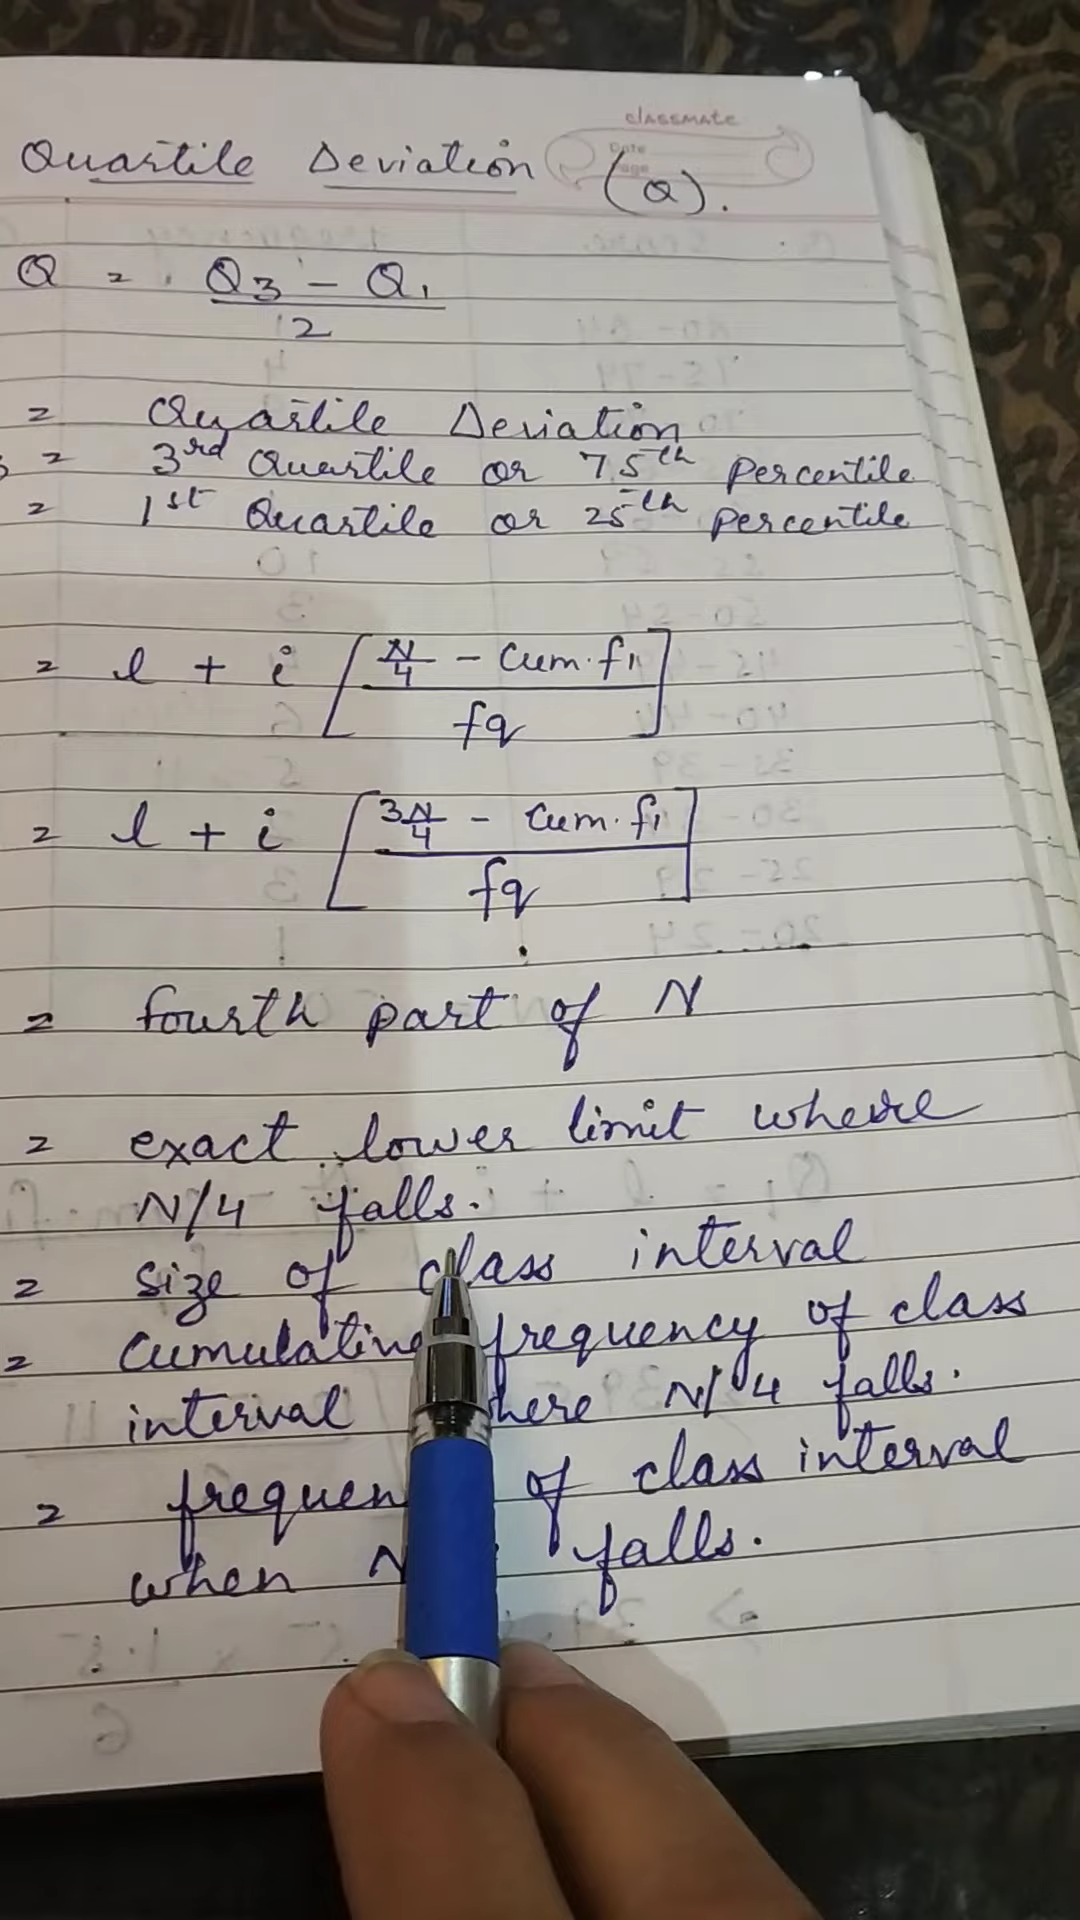 classmate
Date
Page
Quartile Deviation (Q).
Q = Q3 - Q1
2
= Quartile Deviation
3 = 3rd Quartile or 75th Percentile
= 1st Quartile or 25th Percentile
= l + i [ N/4 - Cum.f1
fq ]
= l + i [ 3N/4 - Cum.f1
fq ]
= fourth part of N
= exact lower limit where
N/4 falls.
= size of class interval
= Cumulative frequency of class
interval where N/4 falls.
= of class interval
when falls.